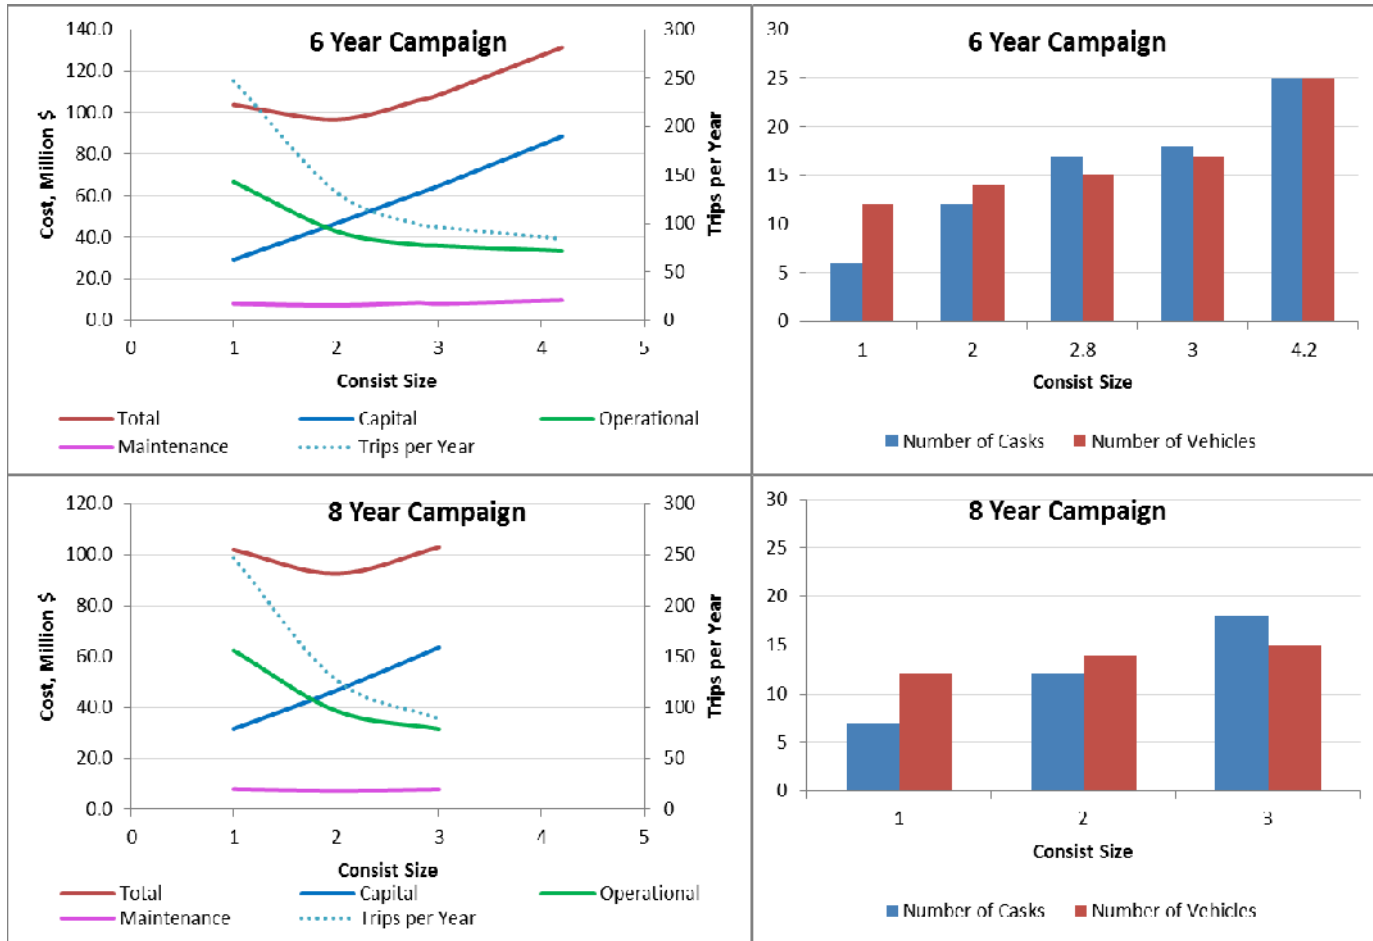 6 Year Campaign
140.0
120.0
100.0
80.0
60.0
40.0
20.0
0.0
Cost, Million $
300
250
200
150
100
50
0
Trips per Year
0 1 2 3 4 5
Consist Size
Total Capital Operational
Maintenance Trips per Year
6 Year Campaign
30
25
20
15
10
5
0
1 2 2.8 3 4.2
Consist Size
Number of Casks Number of Vehicles
8 Year Campaign
120.0
100.0
80.0
60.0
40.0
20.0
0.0
Cost, Million $
300
250
200
150
100
50
0
Trips per Year
0 1 2 3 4 5
Consist Size
Total Capital Operational
Maintenance Trips per Year
8 Year Campaign
30
25
20
15
10
5
0
1 2 3
Consist Size
Number of Casks Number of Vehicles